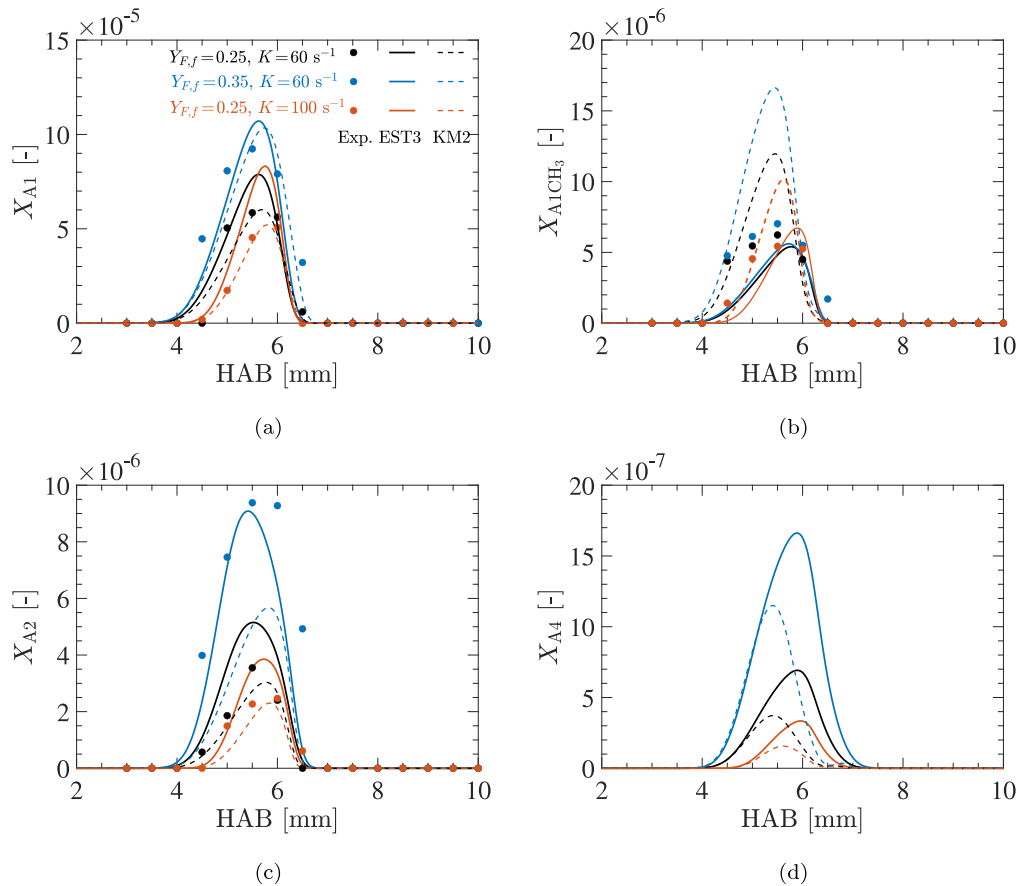 ×10⁻⁵
15
10
5
0
X_A1 [-]
Y_F,f=0.25, K=60 s⁻¹
Y_F,f=0.35, K=60 s⁻¹
Y_F,f=0.25, K=100 s⁻¹
Exp. EST3 KM2
2 4 6 8 10
HAB [mm]
(a)
×10⁻⁶
20
15
10
5
0
X_A1CH₃ [-]
2 4 6 8 10
HAB [mm]
(b)
×10⁻⁶
10
8
6
4
2
0
X_A2 [-]
2 4 6 8 10
HAB [mm]
(c)
×10⁻⁷
20
15
10
5
0
X_A4 [-]
2 4 6 8 10
HAB [mm]
(d)